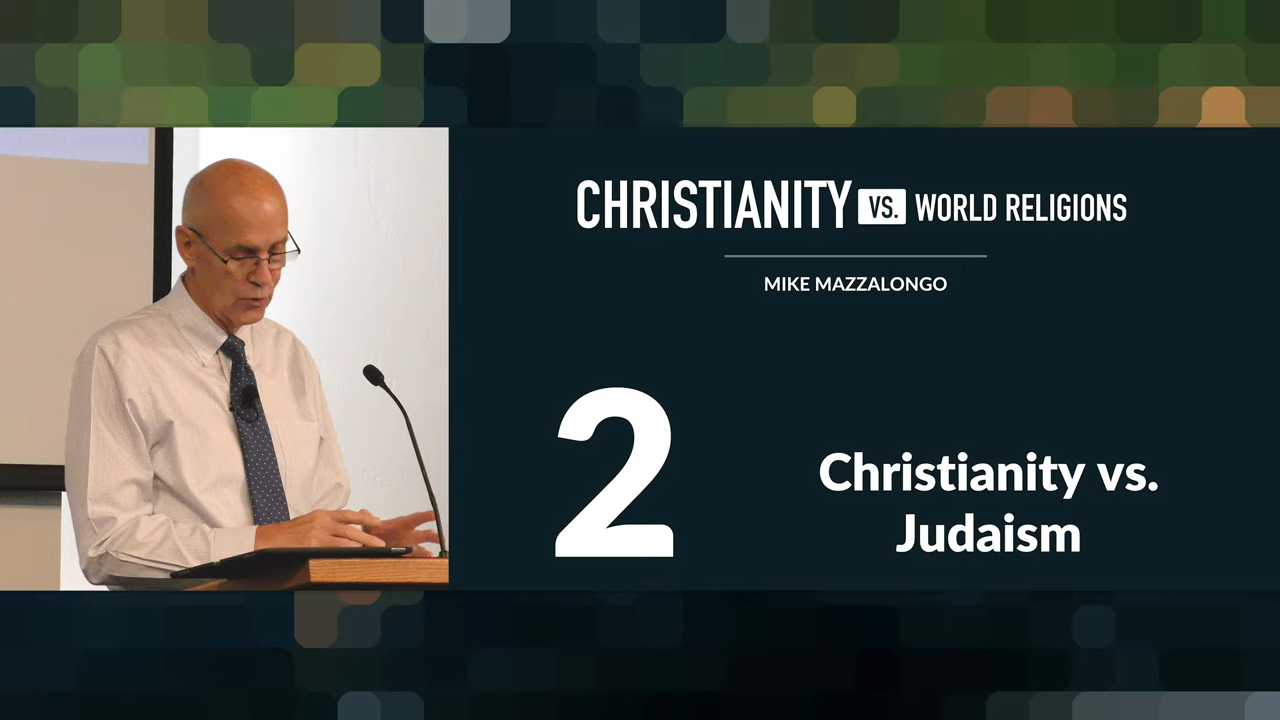 CHRISTIANITY VS. WORLD RELIGIONS
MIKE MAZZALONGO
2
Christianity vs.
Judaism